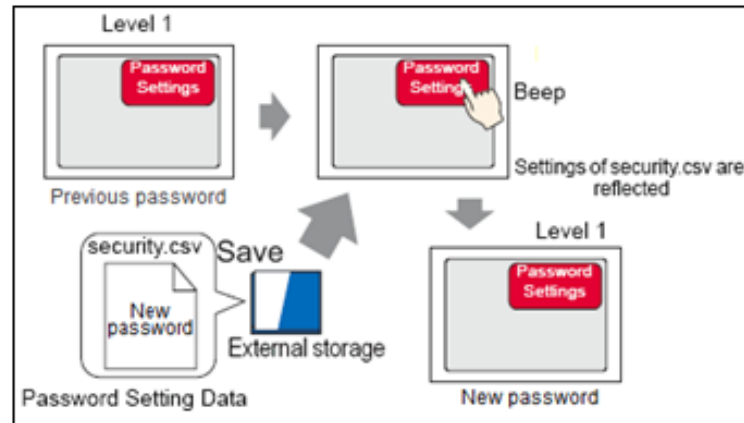 Level 1
Password
Settings
Previous password
Password
Setting
Beep
Settings of security.csv are
reflected
security.csv
New
password
Password Setting Data
Save
External storage
Level 1
Password
Settings
New password